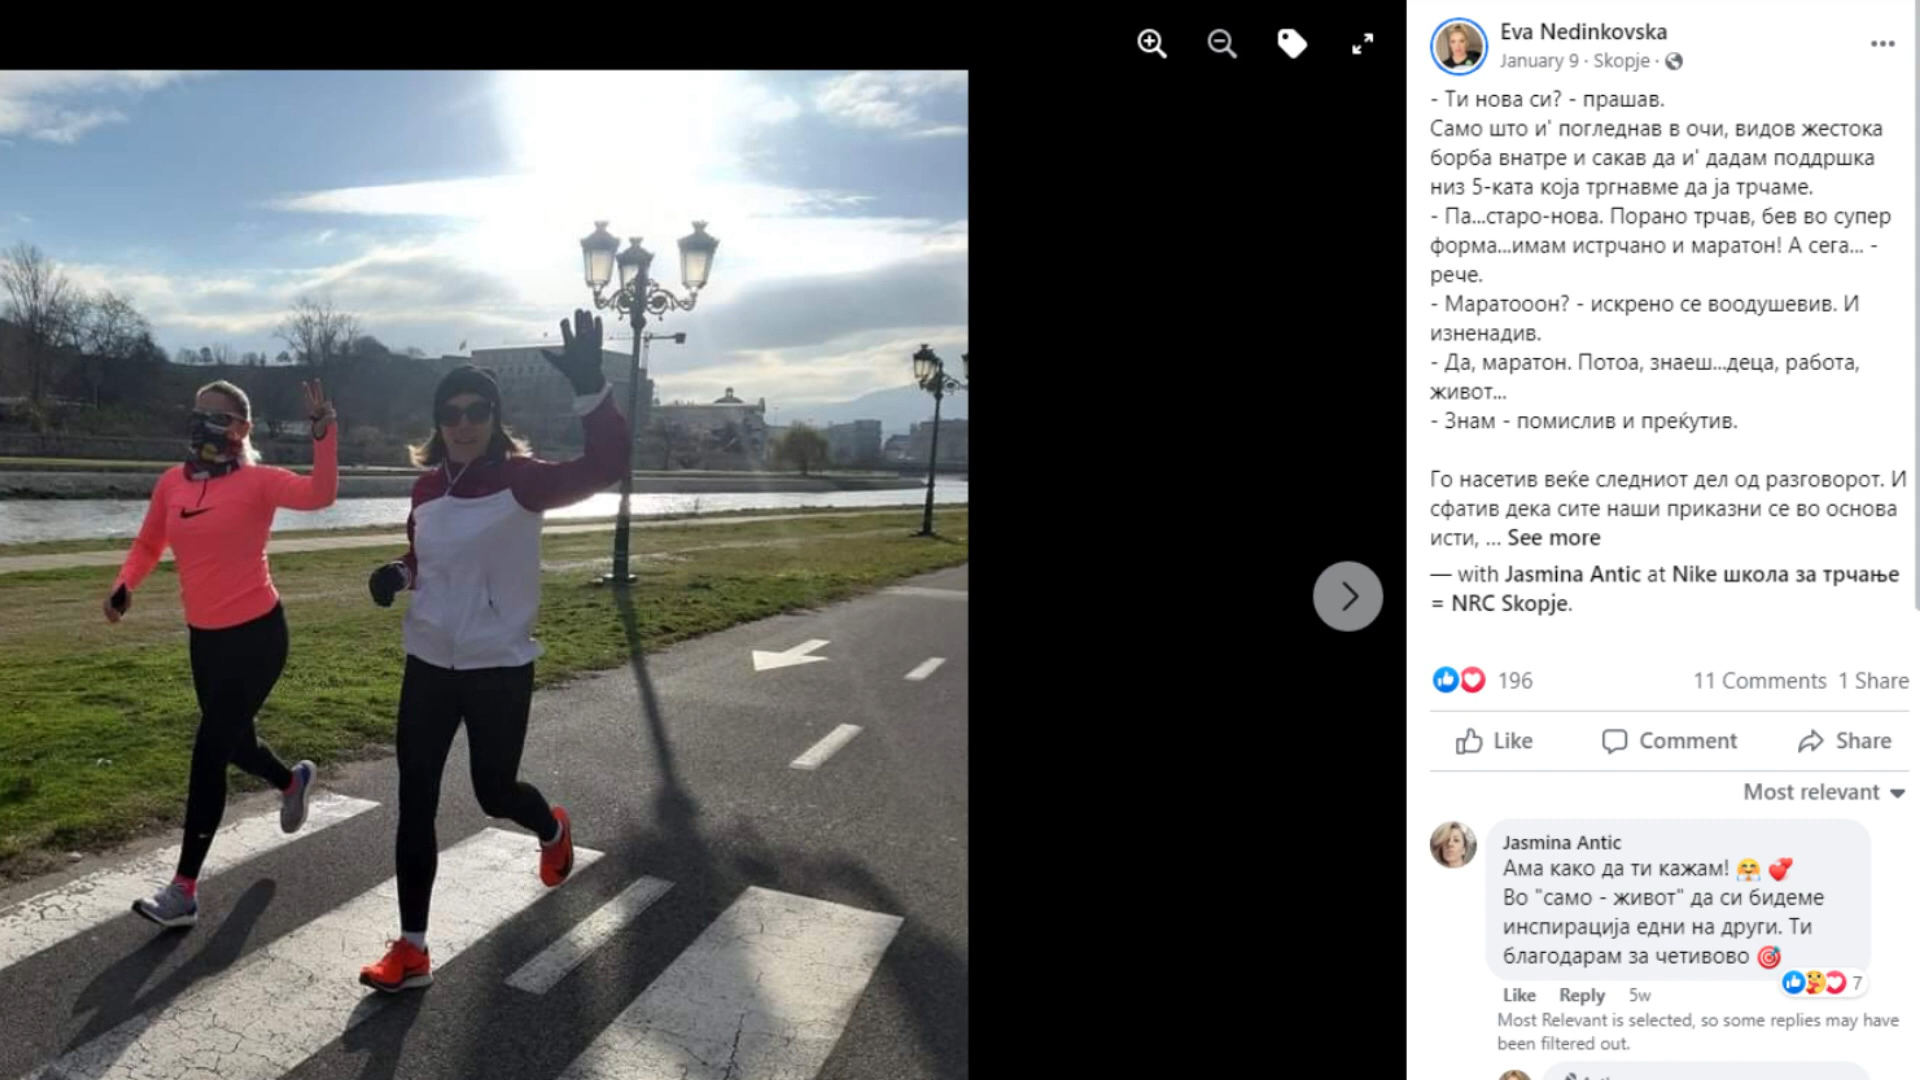 Eva Nedinkovska
January 9 · Skopje ·
- Ти нова си? - прашав.
Само што и' погледнав в очи, видов жестока
борба внатре и сакав да и' дадам поддршка
низ 5-ката која тргнавме да ја трчаме.
- Па...старо-нова. Порано трчав, бев во супер
форма...имам истрчано и маратон! А сега... -
рече.
- Маратооон? - искрено се воодушевив. И
изненадив.
- Да, маратон. Потоа, знаеш...деца, работа,
живот...
- Знам - помислив и преќутив.
Го насетив веќе следниот дел од разговорот. И
сфатив дека сите наши приказни се во основа
исти, ... See more
— with Jasmina Antic at Nike школа за трчање
= NRC Skopje.
196 11 Comments 1 Share
Like Comment Share
Most relevant
Jasmina Antic
Ама како да ти кажам! 🤗 💕
Во "само - живот" да си бидеме
инспирација едни на други. Ти
благодарам за четивово 🎯
7
Like Reply 5w
Most Relevant is selected, so some replies may have
been filtered out.